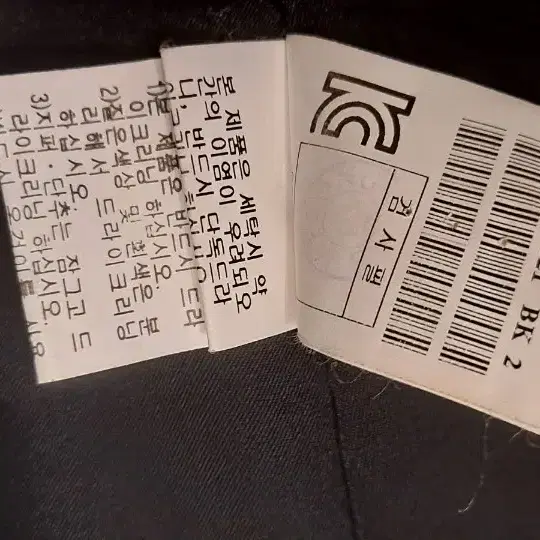 본 제품은 세탁시 약
간의 이염이 우려되오
니, 반드시 단독드라
1)본 제품은 반드시 드라
이크리닝 하십시오.
2)짙은색상 및 흰색은 분
리해서 드라이크리닝
하십시오.
3)지퍼·단추는 잠그고 드
라이크리닝 하십시오.
검사필
BK 2